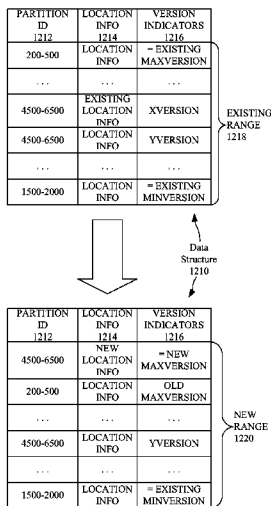 PARTITION ID 1212 LOCATION INFO 1214 VERSION INDICATORS 1216
200-500 LOCATION INFO = EXISTING MAXVERSION
... ... ...
4500-6500 EXISTING LOCATION INFO XVERSION
4500-6500 LOCATION INFO YVERSION
... ... ...
1500-2000 LOCATION INFO = EXISTING MINVERSION
EXISTING
RANGE
1218
Data
Structure
1210
PARTITION ID 1212 LOCATION INFO 1214 VERSION INDICATORS 1216
4500-6500 NEW LOCATION INFO = NEW MAXVERSION
200-500 LOCATION INFO OLD MAXVERSION
... ... ...
4500-6500 LOCATION INFO YVERSION
... ... ...
1500-2000 LOCATION INFO = EXISTING MINVERSION
NEW
RANGE
1220